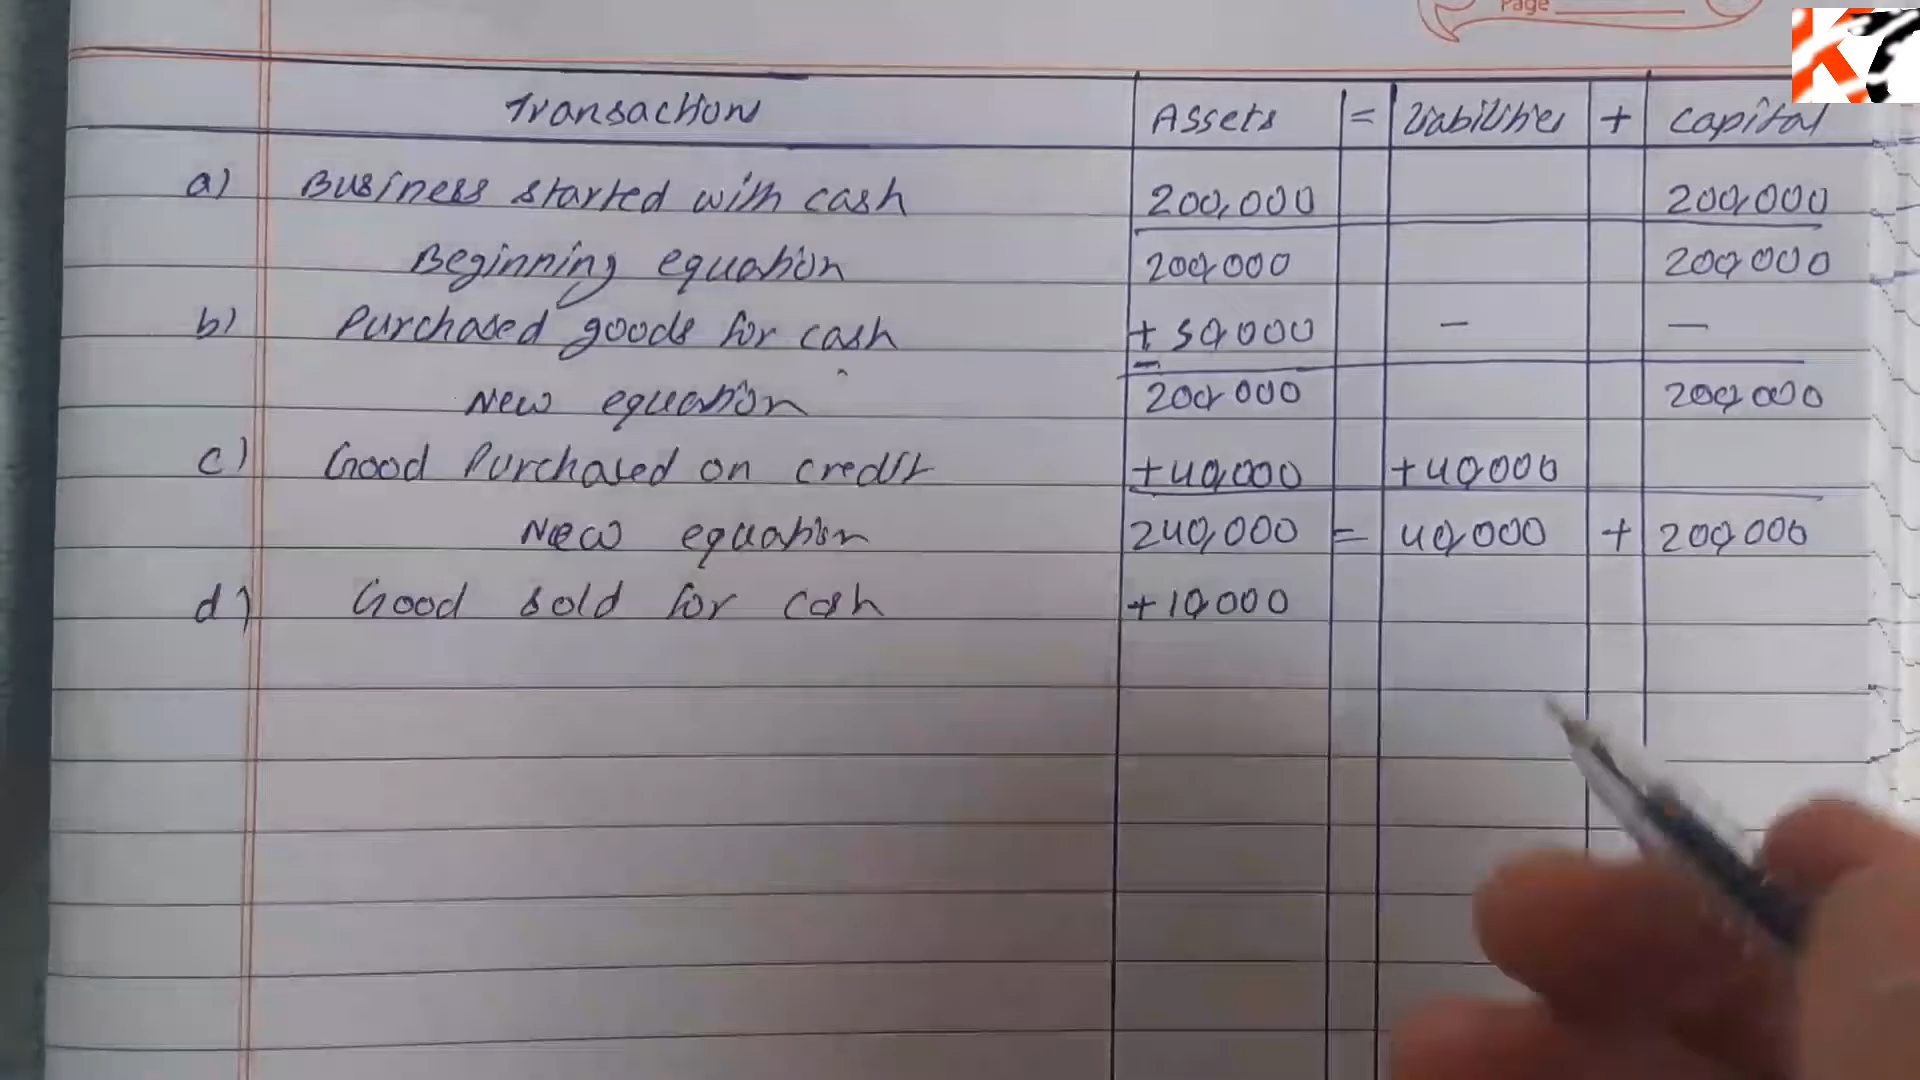 Page
Transaction Assets = Liabilities + Capital
a) Business started with cash 200,000 200,000
Beginning equation 200,000 200,000
b) Purchased goods for cash ± 50,000 — —
New equation 200,000 200,000
c) Good Purchased on credit +40,000 +40,000
New equation 240,000 = 40,000 + 200,000
d) Good sold for cash +10,000